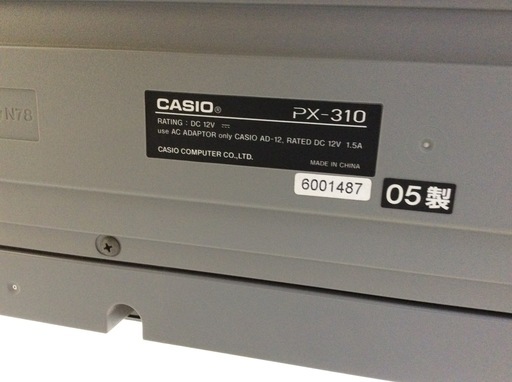 N78
CASIO® PX-310
RATING : DC 12V ⎓
use AC ADAPTOR only CASIO AD-12, RATED DC 12V 1.5A
CASIO COMPUTER CO.,LTD.
MADE IN CHINA
6001487
05製